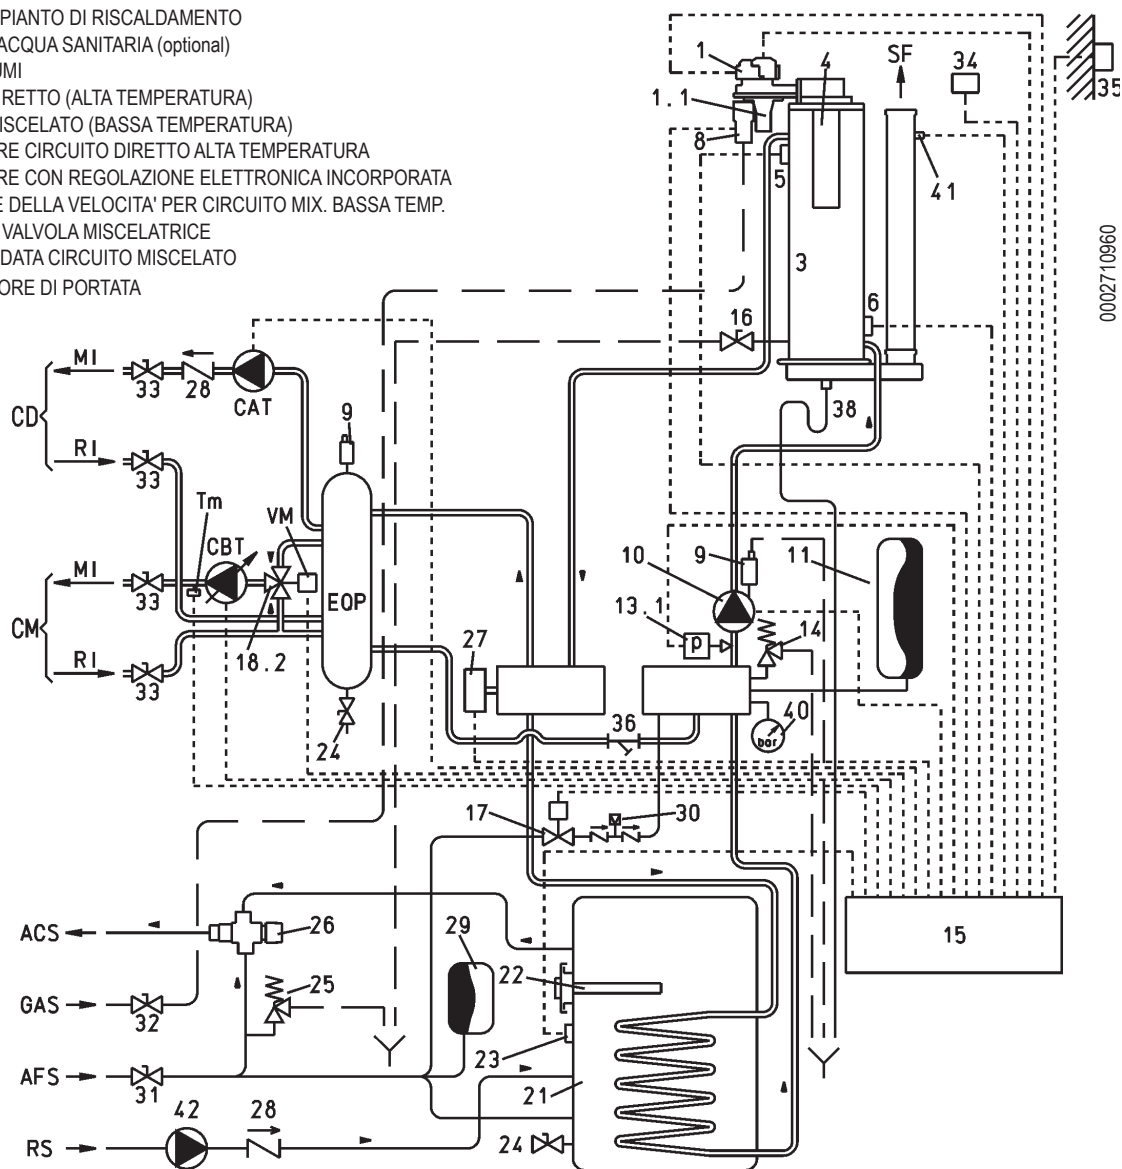 PIANTO DI RISCALDAMENTO
ACQUA SANITARIA (optional)
UMI
RETTO (ALTA TEMPERATURA)
ISCELATO (BASSA TEMPERATURA)
RE CIRCUITO DIRETTO ALTA TEMPERATURA
RE CON REGOLAZIONE ELETTRONICA INCORPORATA
E DELLA VELOCITA' PER CIRCUITO MIX. BASSA TEMP.
VALVOLA MISCELATRICE
DATA CIRCUITO MISCELATO
ORE DI PORTATA
1
4
SF
34
35
1.1
8
5
41
3
0002710960
6
16
MI
33
28
CAT
9
38
CD
RI
33
Tm
VM
CBT
9
11
10
MI
33
EOP
13.1
P
14
CM
RI
33
18.2
27
24
36
40
bar
17
30
ACS
26
29
15
22
GAS
32
25
23
AFS
31
21
42
28
RS
24